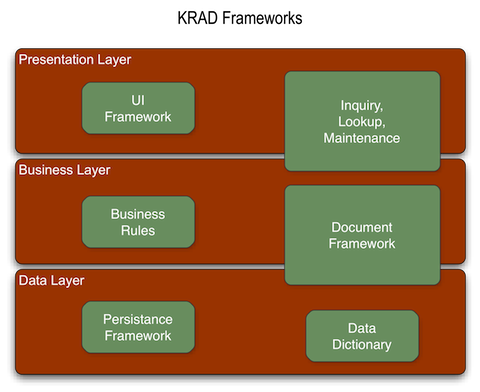 KRAD Frameworks
Presentation Layer
UI
Framework
Inquiry,
Lookup,
Maintenance
Business Layer
Business
Rules
Document
Framework
Data Layer
Persistance
Framework
Data
Dictionary